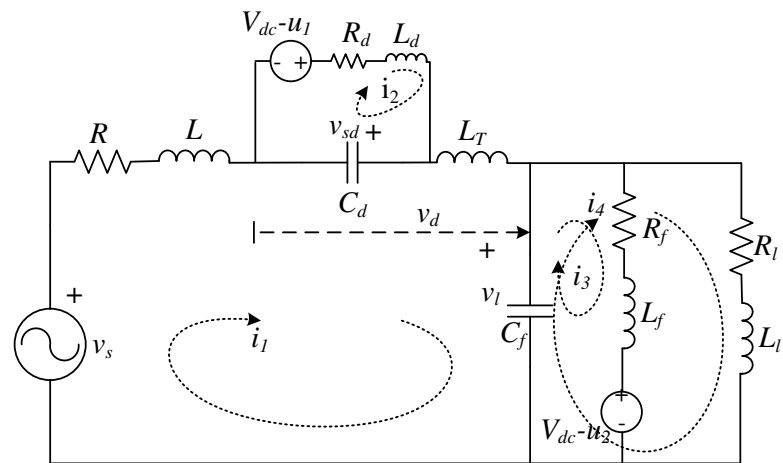 V_dc-u_1
- +
R_d
L_d
i_2
R
L
v_sd +
L_T
C_d
v_d
+
i_4
R_f
R_l
+
v_s
i_1
v_l
C_f
i_3
L_f
L_l
+
-
V_dc-u_2